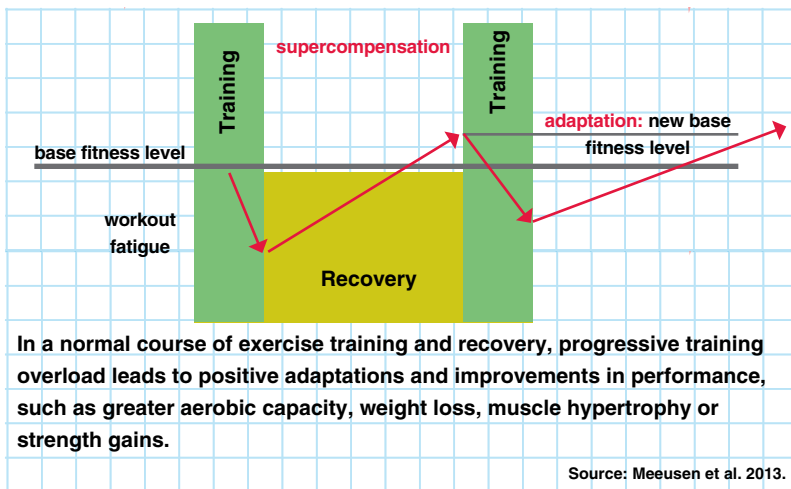 Training
supercompensation
Training
adaptation: new base
fitness level
base fitness level
workout
fatigue
Recovery
In a normal course of exercise training and recovery, progressive training
overload leads to positive adaptations and improvements in performance,
such as greater aerobic capacity, weight loss, muscle hypertrophy or
strength gains.
Source: Meeusen et al. 2013.